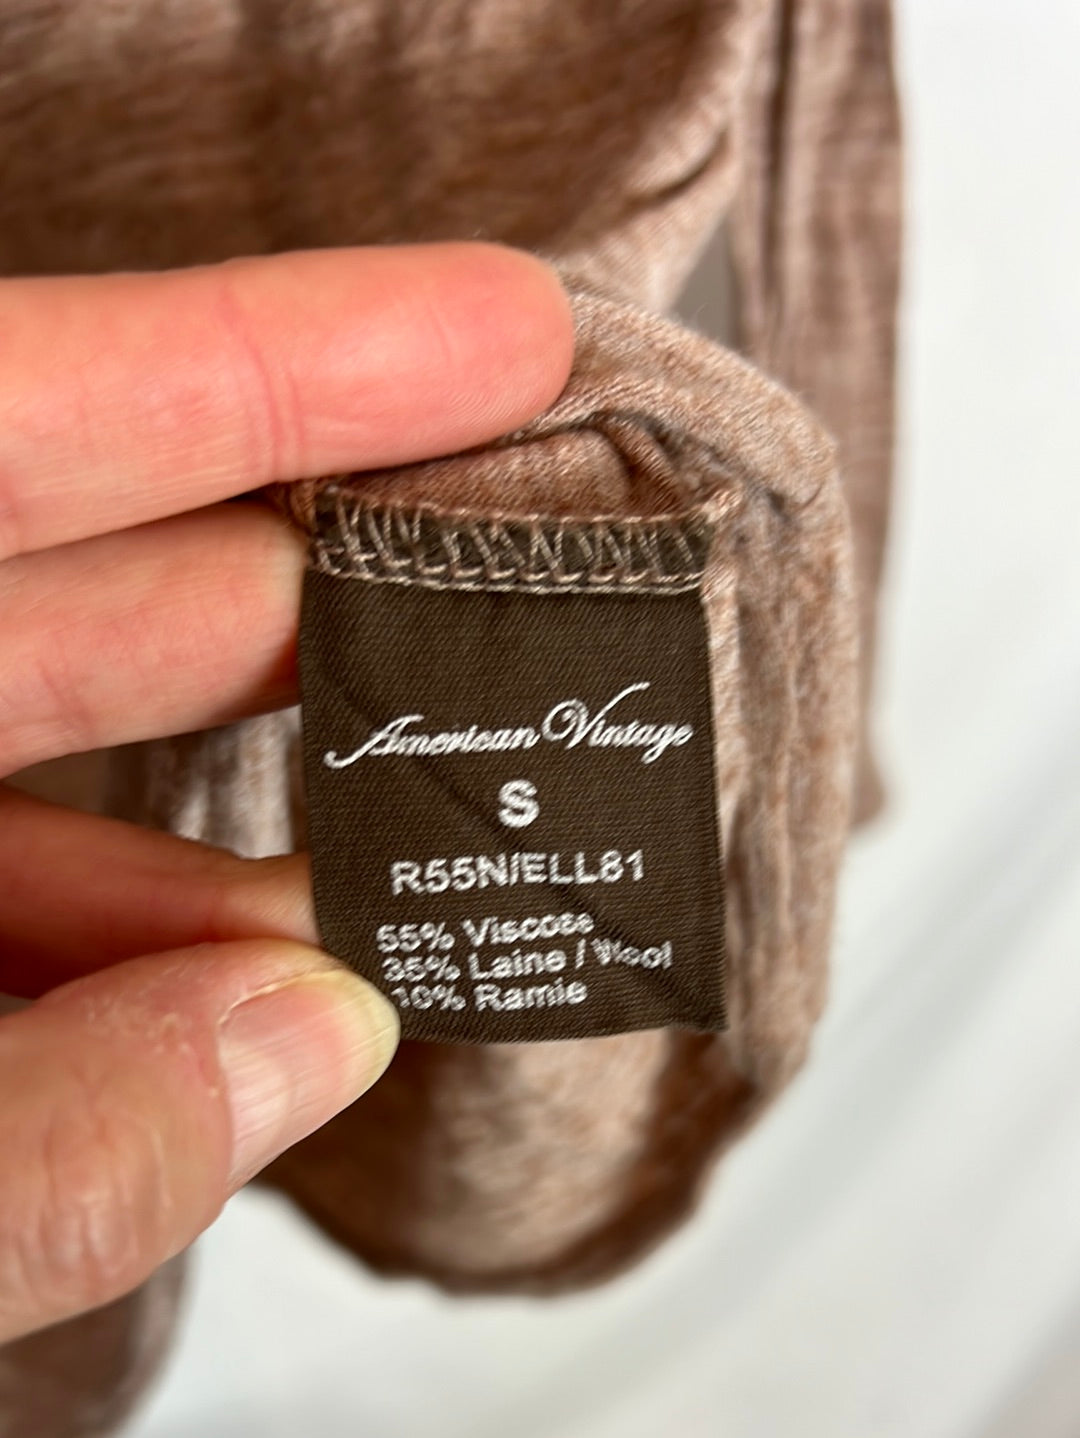 American Vintage
S
R55N/ELL81
55% Viscose
35% Laine / Wool
10% Ramie